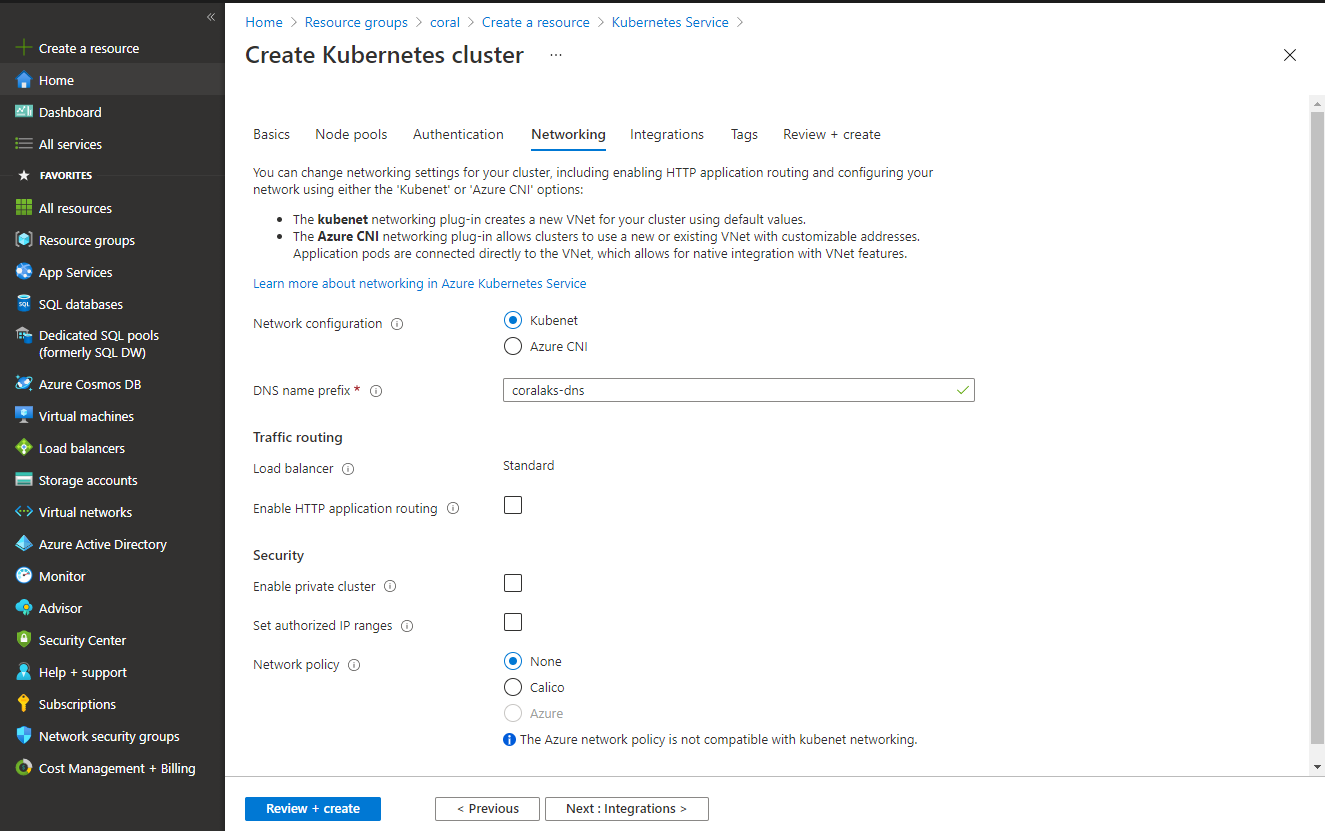 «
Create a resource
Home
Dashboard
All services
FAVORITES
All resources
Resource groups
App Services
SQL databases
Dedicated SQL pools
(formerly SQL DW)
Azure Cosmos DB
Virtual machines
Load balancers
Storage accounts
Virtual networks
Azure Active Directory
Monitor
Advisor
Security Center
Help + support
Subscriptions
Network security groups
Cost Management + Billing
Home > Resource groups > coral > Create a resource > Kubernetes Service >
Create Kubernetes cluster ...
Basics Node pools Authentication Networking Integrations Tags Review + create
You can change networking settings for your cluster, including enabling HTTP application routing and configuring your
network using either the 'Kubenet' or 'Azure CNI' options:
• The kubenet networking plug-in creates a new VNet for your cluster using default values.
• The Azure CNI networking plug-in allows clusters to use a new or existing VNet with customizable addresses.
Application pods are connected directly to the VNet, which allows for native integration with VNet features.
Learn more about networking in Azure Kubernetes Service
Network configuration
Kubenet
Azure CNI
DNS name prefix * coralaks-dns
Traffic routing
Load balancer Standard
Enable HTTP application routing
Security
Enable private cluster
Set authorized IP ranges
Network policy
None
Calico
Azure
The Azure network policy is not compatible with kubenet networking.
Review + create < Previous Next : Integrations >